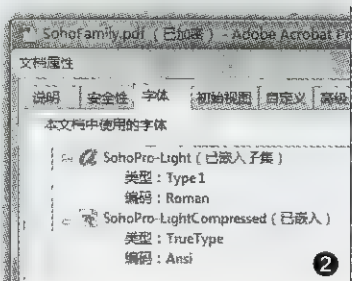 SohoFamily.pdf （已加密） - Adobe Acrobat Pr
文档属性
说明 安全性 字体 初始视图 自定义 高级
本文档中使用的字体
SohoPro-Light（已嵌入子集）
类型：Type 1
编码：Roman
SohoPro-LightCompressed（已嵌入）
类型：TrueType
编码：Ansi
2